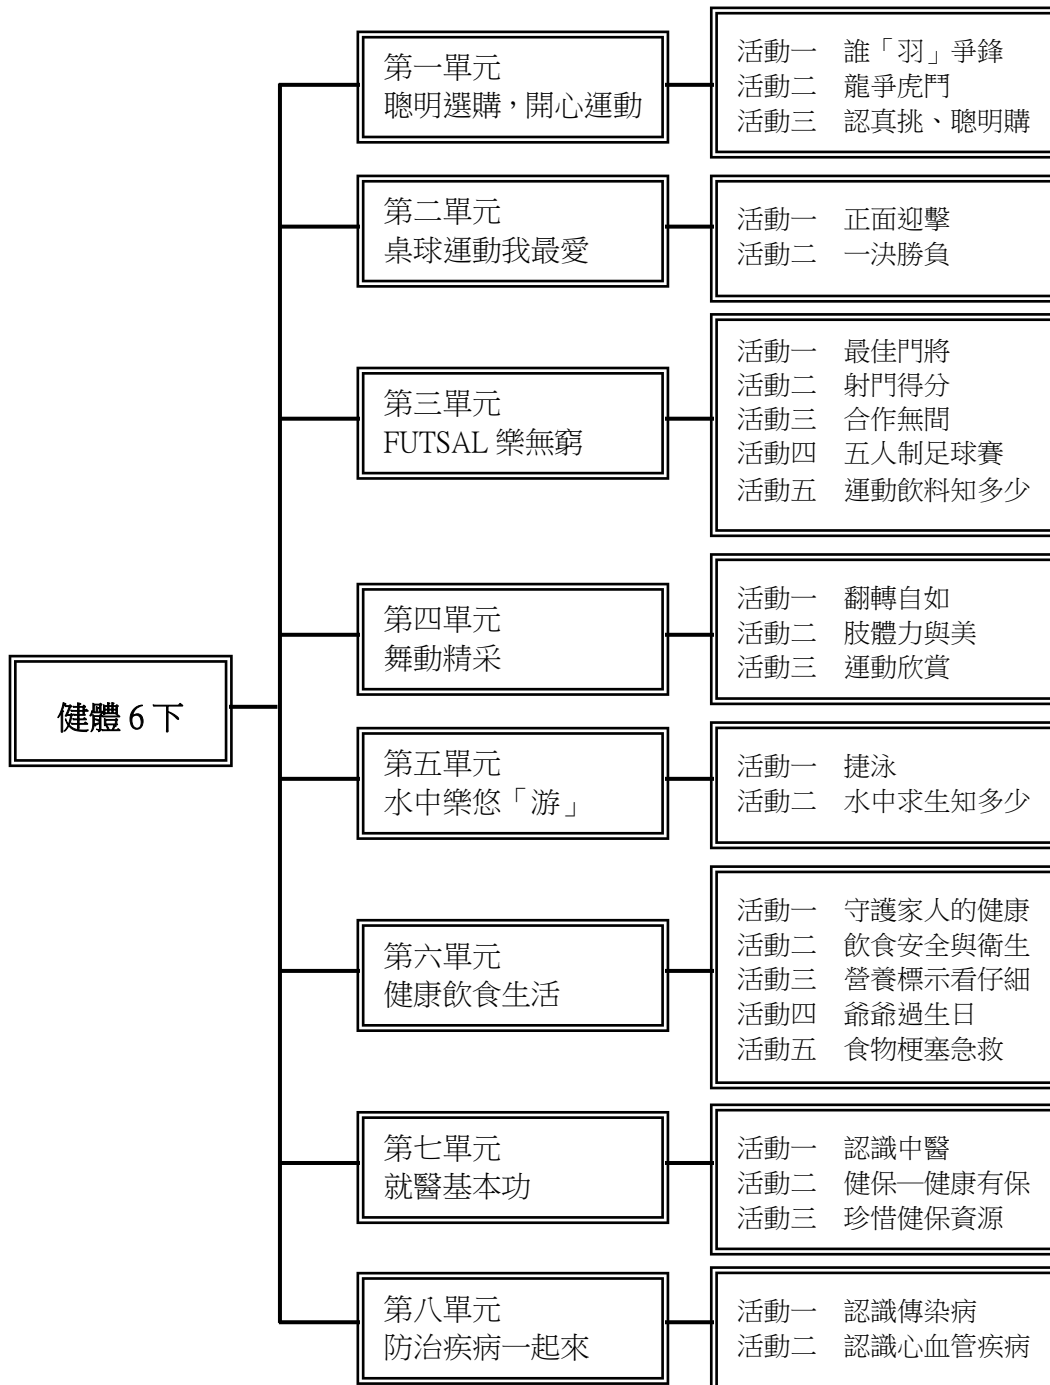 健體 6 下
第一單元
聰明選購，開心運動
活動一　誰「羽」爭鋒
活動二　龍爭虎鬥
活動三　認真挑、聰明購
第二單元
桌球運動我最愛
活動一　正面迎擊
活動二　一決勝負
第三單元
FUTSAL 樂無窮
活動一　最佳門將
活動二　射門得分
活動三　合作無間
活動四　五人制足球賽
活動五　運動飲料知多少
第四單元
舞動精采
活動一　翻轉自如
活動二　肢體力與美
活動三　運動欣賞
第五單元
水中樂悠「游」
活動一　捷泳
活動二　水中求生知多少
第六單元
健康飲食生活
活動一　守護家人的健康
活動二　飲食安全與衛生
活動三　營養標示看仔細
活動四　爺爺過生日
活動五　食物梗塞急救
第七單元
就醫基本功
活動一　認識中醫
活動二　健保─健康有保
活動三　珍惜健保資源
第八單元
防治疾病一起來
活動一　認識傳染病
活動二　認識心血管疾病